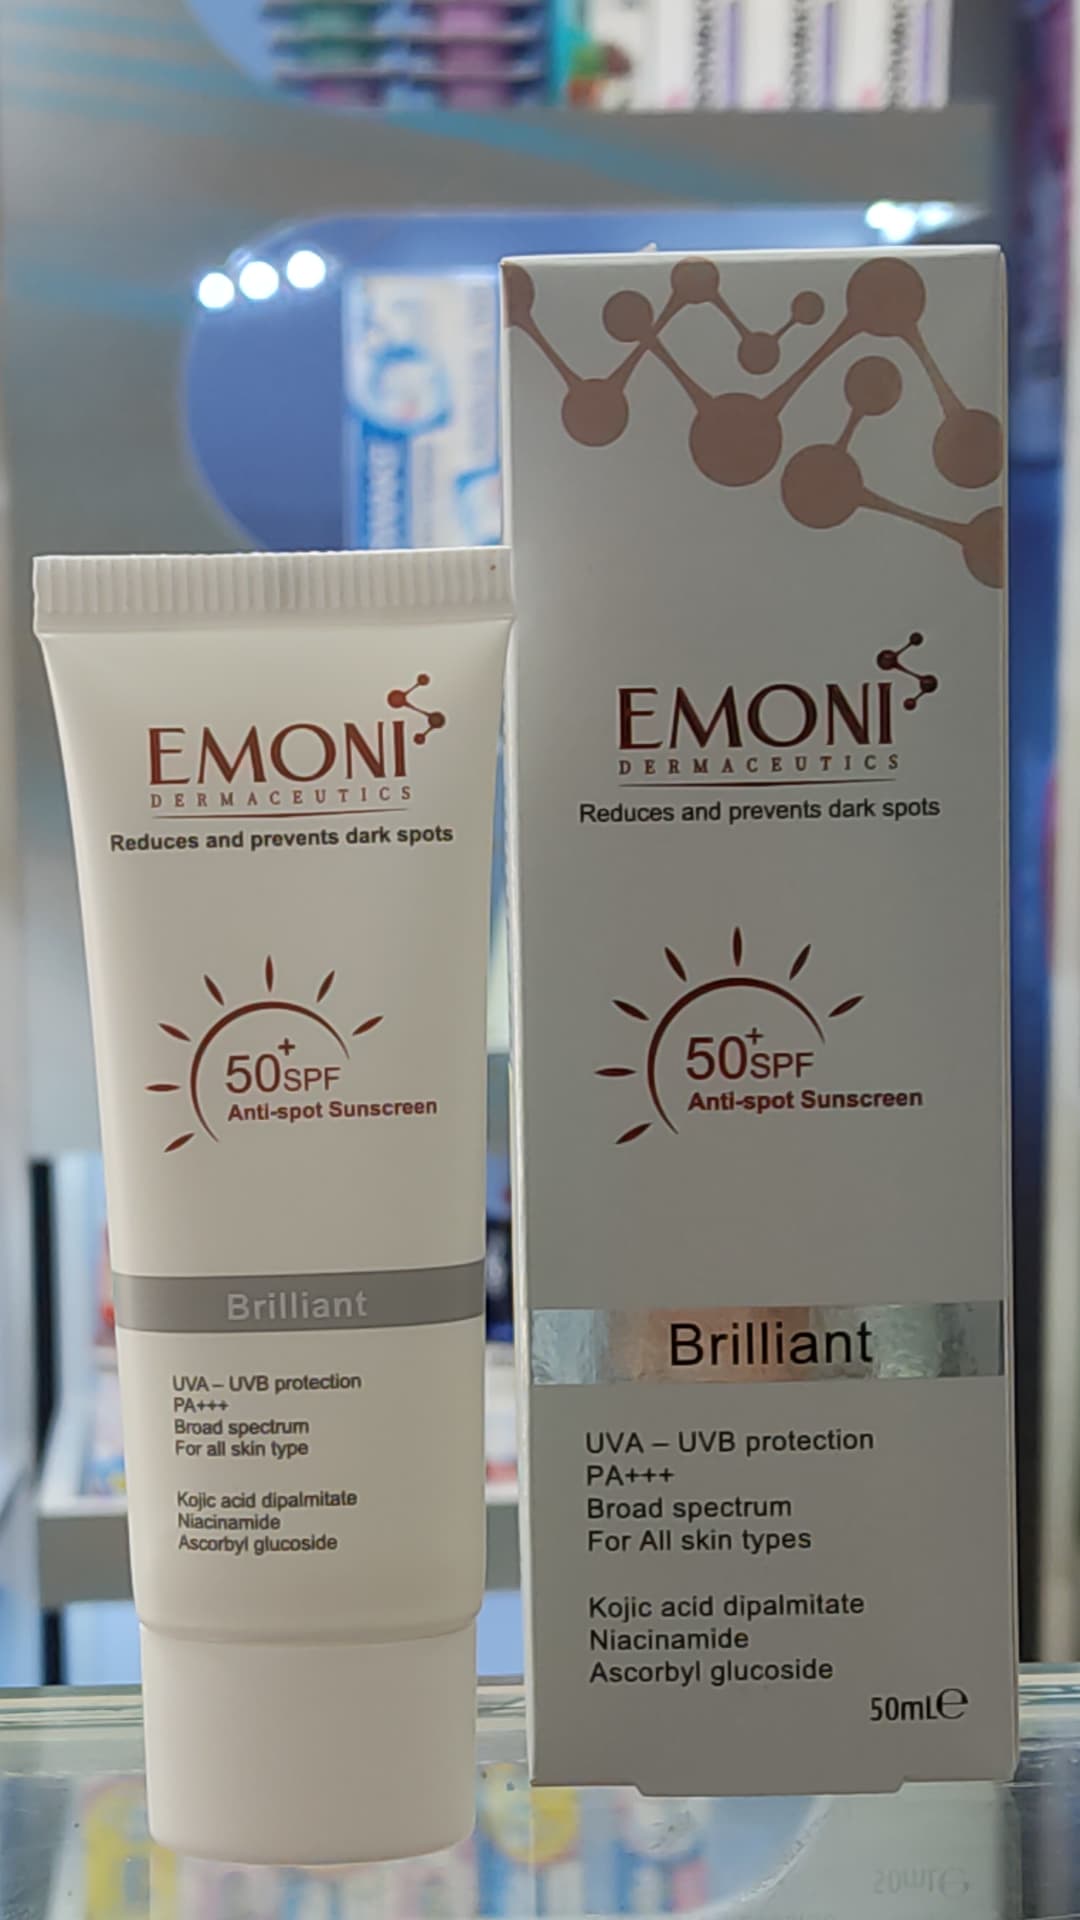 EMONI
DERMACEUTICS
Reduces and prevents dark spots
50+SPF
Anti-spot Sunscreen
Brilliant
UVA – UVB protection
PA+++
Broad spectrum
For all skin type
Kojic acid dipalmitate
Niacinamide
Ascorbyl glucoside
EMONI
DERMACEUTICS
Reduces and prevents dark spots
50+SPF
Anti-spot Sunscreen
Brilliant
UVA – UVB protection
PA+++
Broad spectrum
For All skin types
Kojic acid dipalmitate
Niacinamide
Ascorbyl glucoside
50mL℮